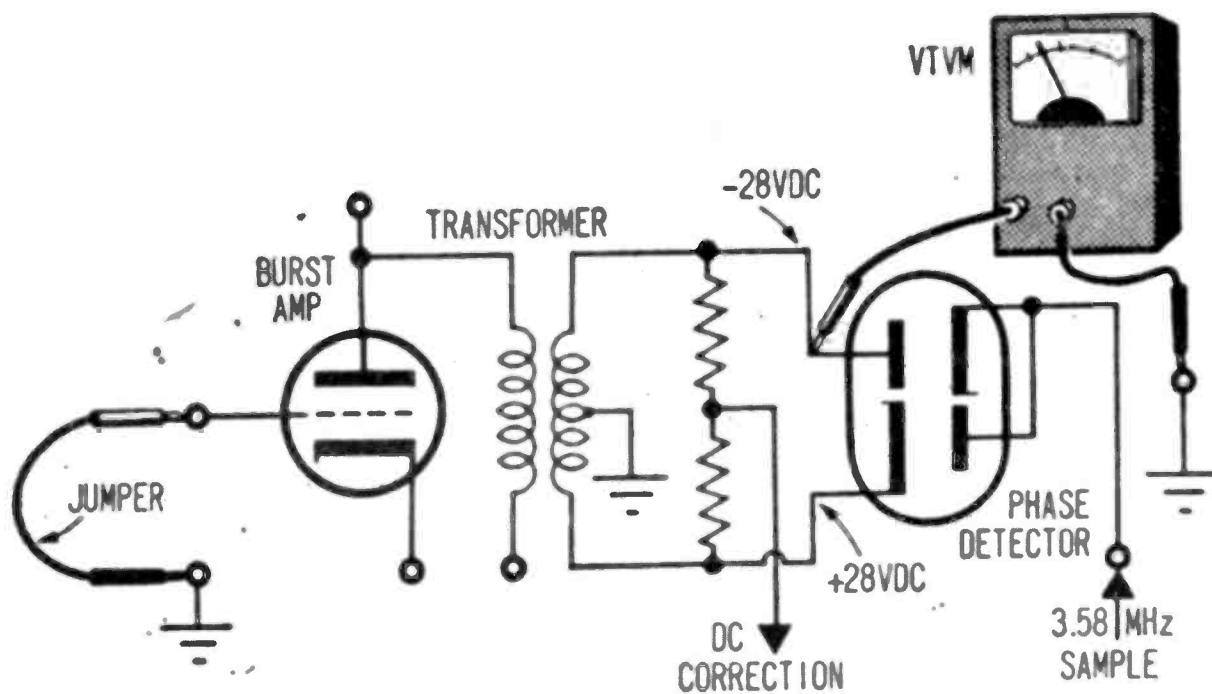 VTVM
-28VDC
TRANSFORMER
BURST
AMP
JUMPER
PHASE
DETECTOR
+28VDC
DC
CORRECTION
3.58 MHz
SAMPLE